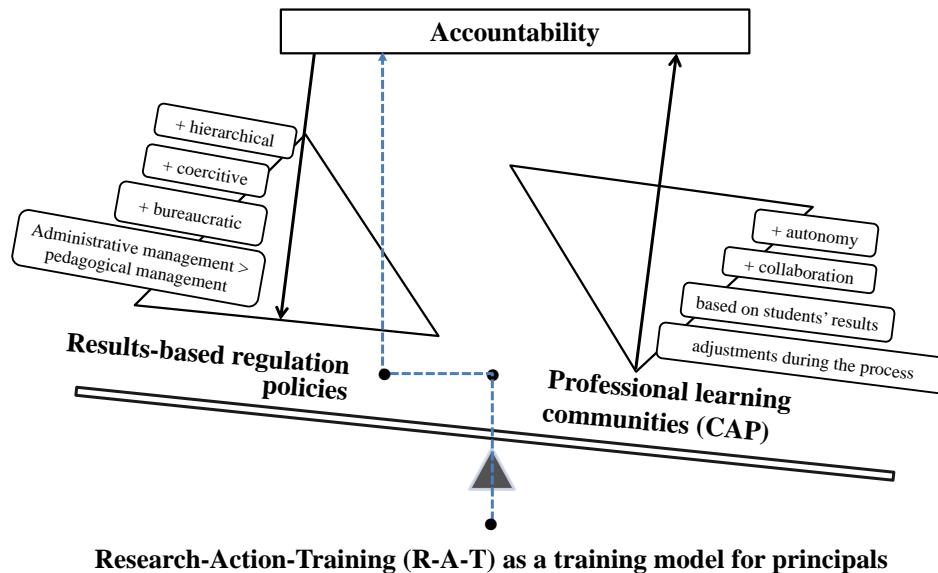 Accountability
+ hierarchical
+ coercitive
+ bureaucratic
Administrative management >
pedagogical management
Results-based regulation
policies
+ autonomy
+ collaboration
based on students' results
adjustments during the process
Professional learning
communities (CAP)
Research-Action-Training (R-A-T) as a training model for principals